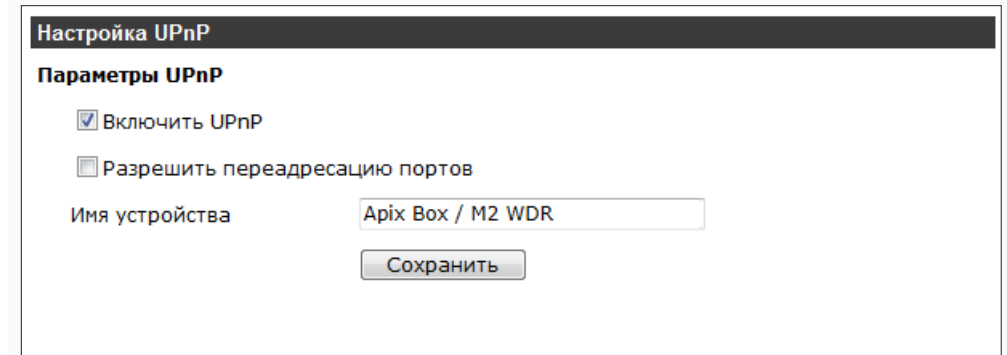 Настройка UPnP
Параметры UPnP
Включить UPnP
Разрешить переадресацию портов
Имя устройства Apix Box / M2 WDR
Сохранить